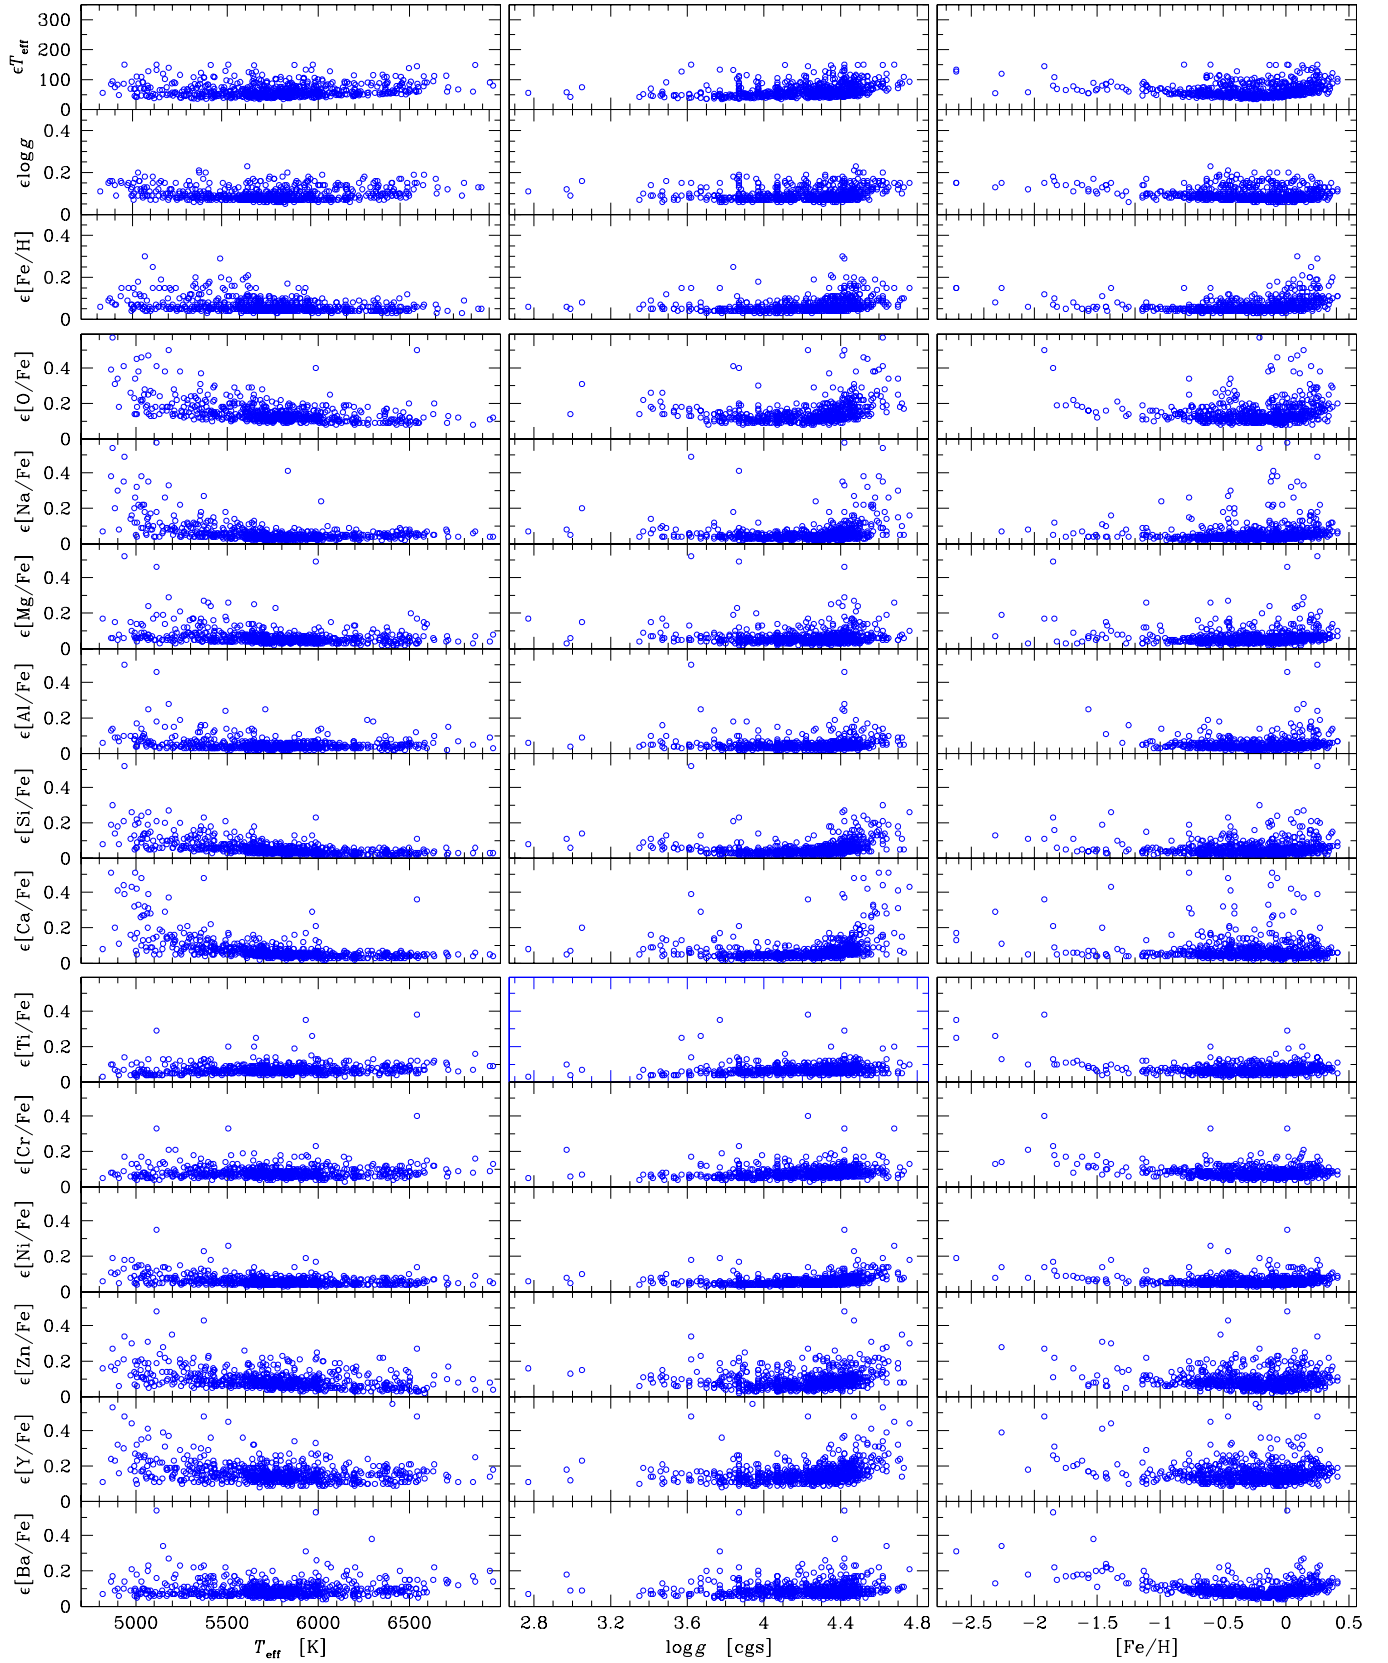 300
200
100
0
ϵT_eff
0.4
0.2
0
ϵlog g
0.4
0.2
0
ϵ[Fe/H]
0.4
0.2
0
ϵ[O/Fe]
0.4
0.2
0
ϵ[Na/Fe]
0.4
0.2
0
ϵ[Mg/Fe]
0.4
0.2
0
ϵ[Al/Fe]
0.4
0.2
0
ϵ[Si/Fe]
0.4
0.2
0
ϵ[Ca/Fe]
0.4
0.2
0
ϵ[Ti/Fe]
0.4
0.2
0
ϵ[Cr/Fe]
0.4
0.2
0
ϵ[Ni/Fe]
0.4
0.2
0
ϵ[Zn/Fe]
0.4
0.2
0
ϵ[Y/Fe]
0.4
0.2
0
ϵ[Ba/Fe]
5000 5500 6000 6500
T_eff [K]
2.8 3.2 3.6 4 4.4 4.8
log g [cgs]
−2.5 −2 −1.5 −1 −0.5 0 0.5
[Fe/H]